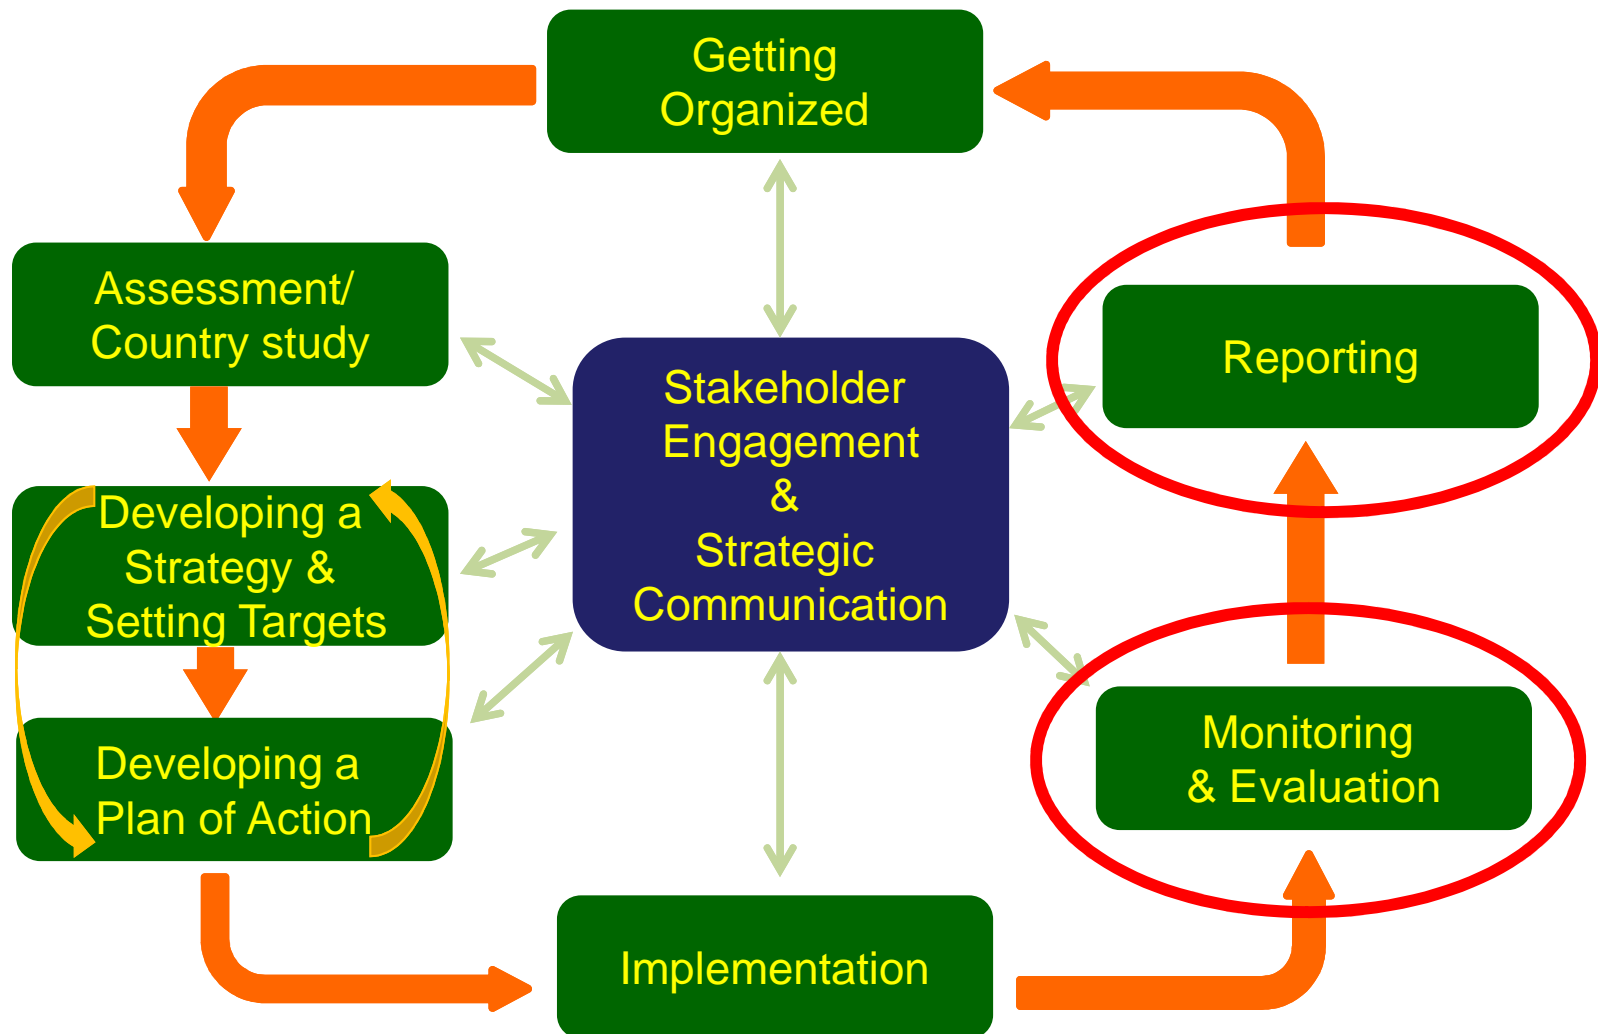 Getting
Organized
Assessment/
Country study
Developing a
Strategy &
Setting Targets
Developing a
Plan of Action
Implementation
Monitoring
& Evaluation
Reporting
Stakeholder
Engagement
&
Strategic
Communication